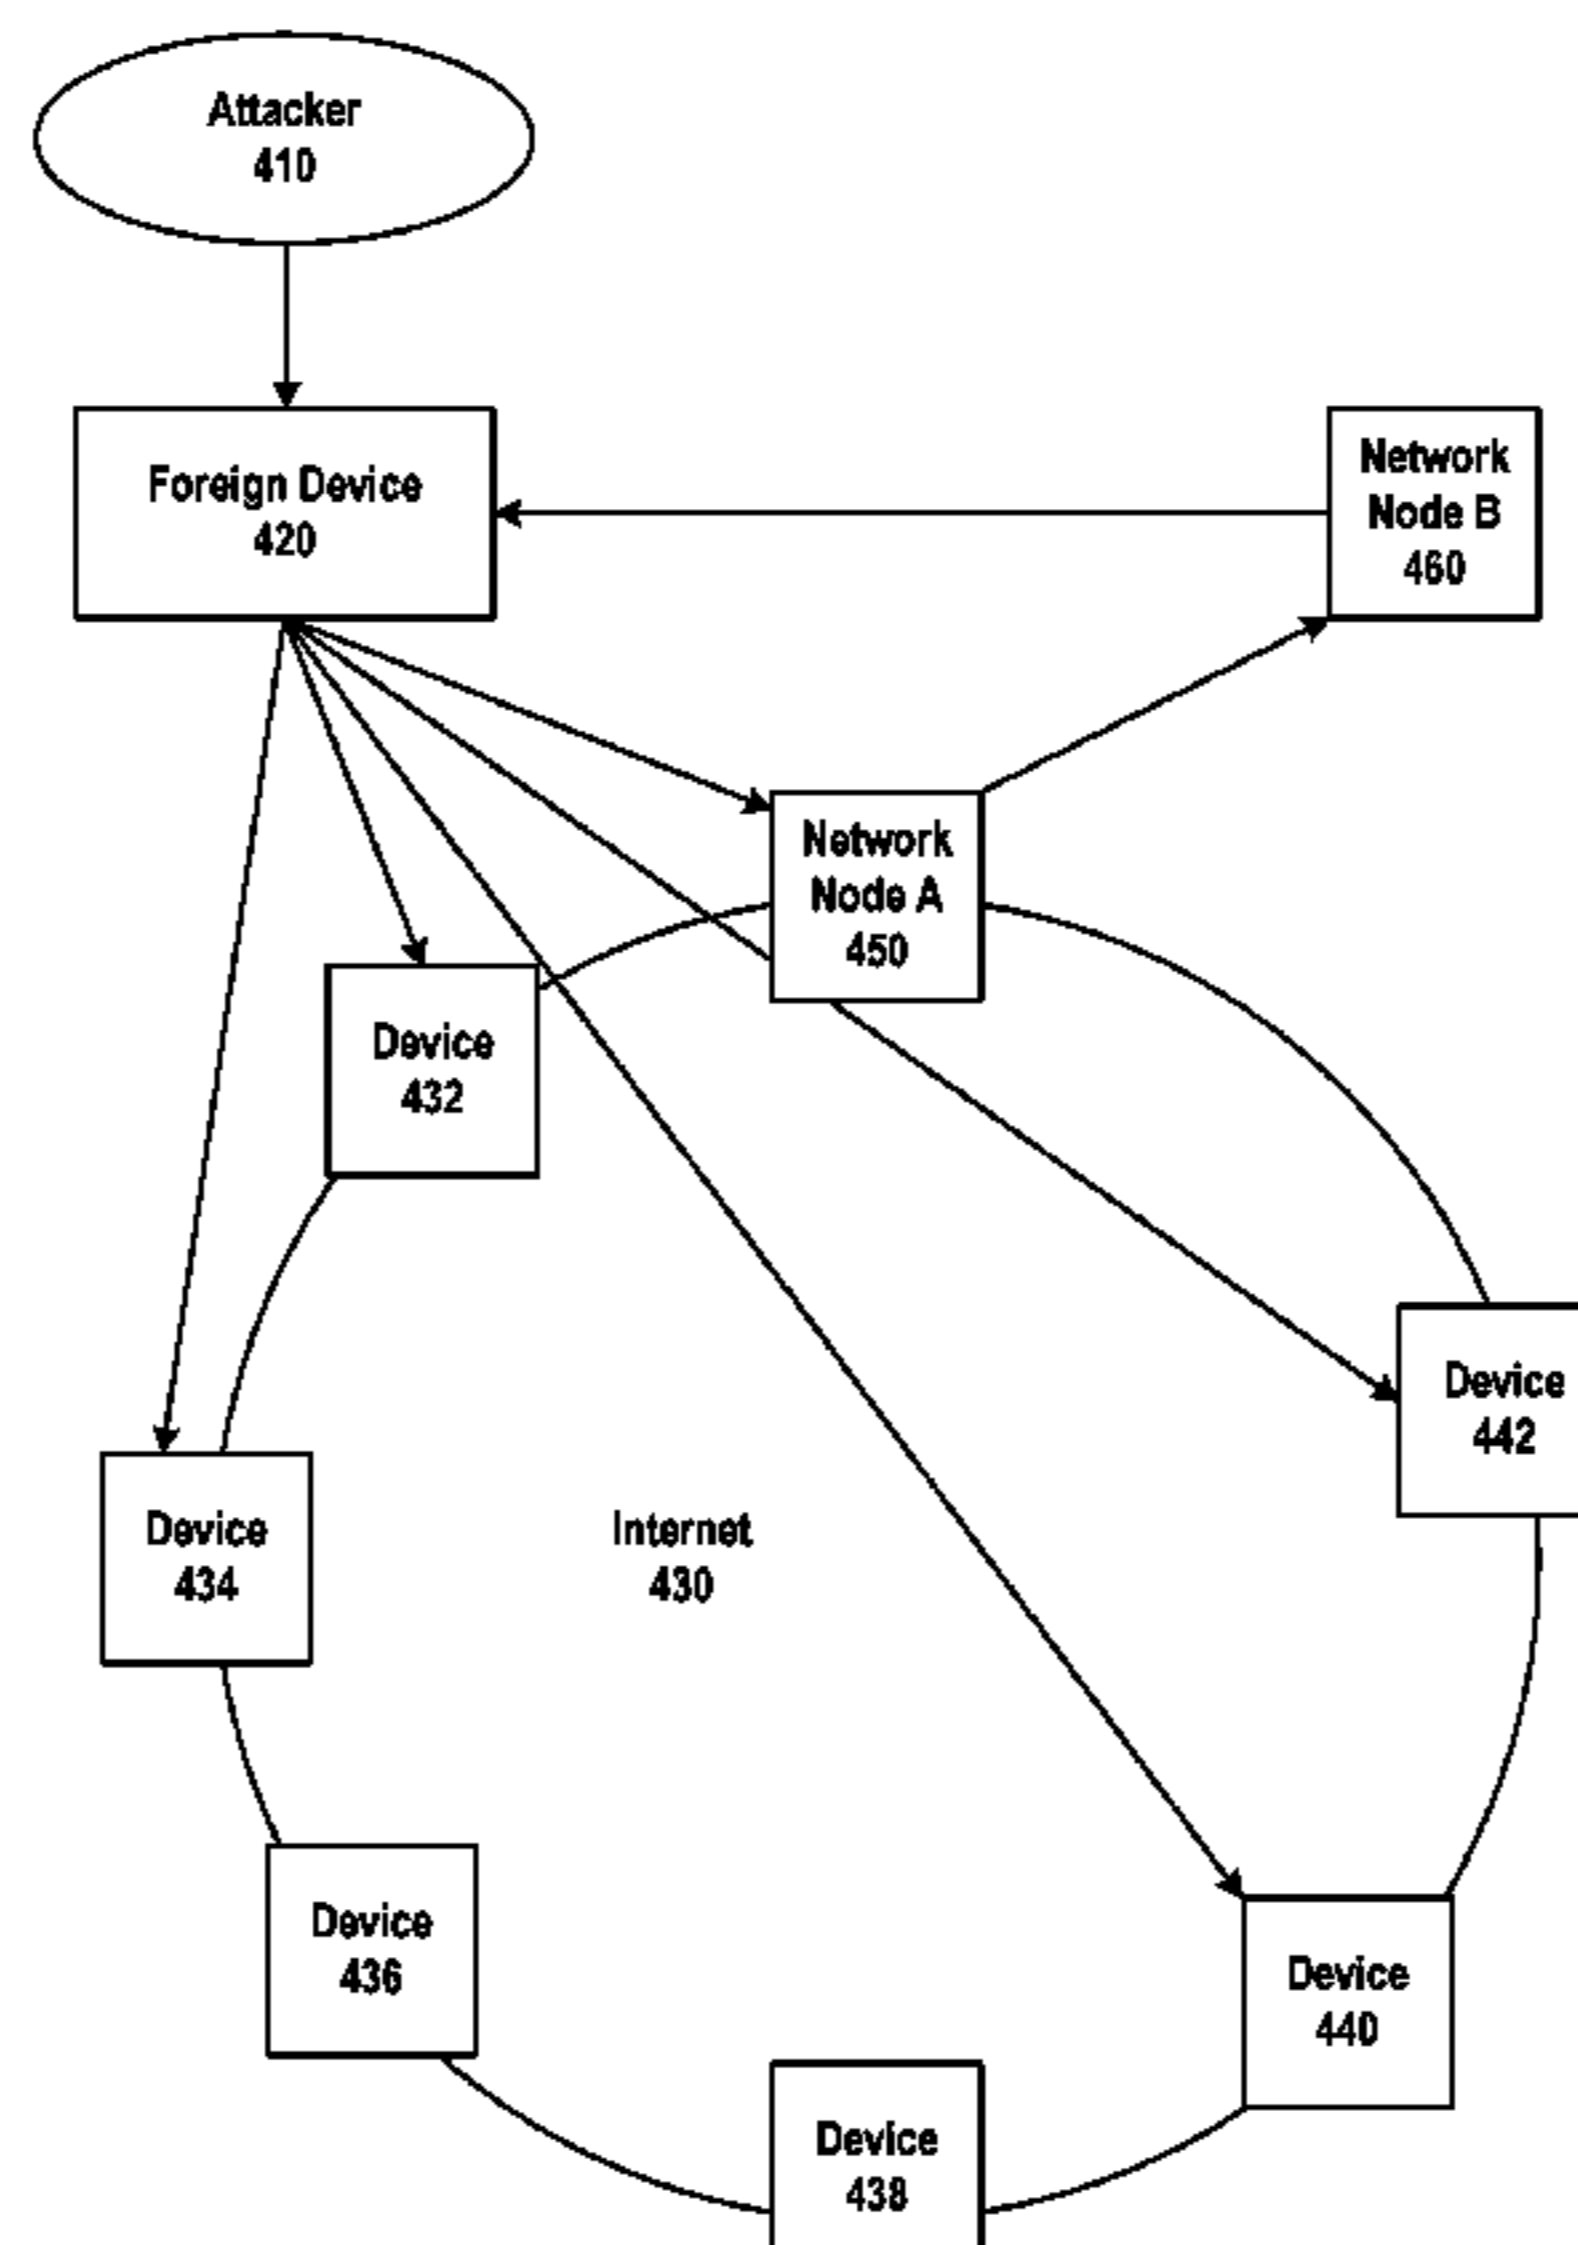 Attacker
410
Foreign Device
420
Network
Node B
460
Network
Node A
450
Device
432
Device
442
Device
434
Internet
430
Device
436
Device
440
Device
438